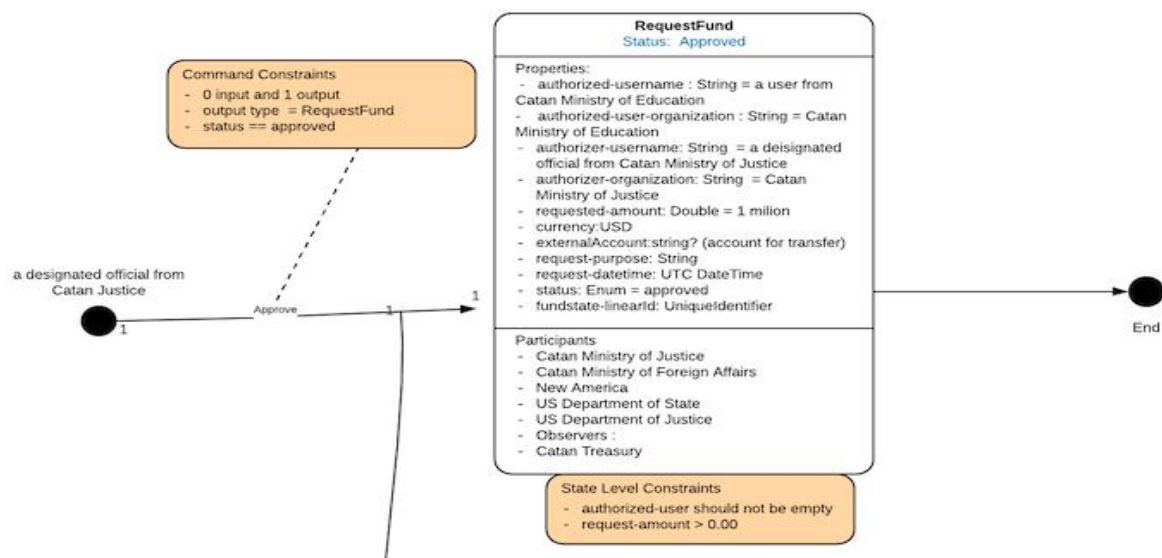 RequestFund
Status: Approved
Properties:
- authorized-username : String = a user from
Catan Ministry of Education
- authorized-user-organization : String = Catan
Ministry of Education
- authorizer-username: String = a deisignated
official from Catan Ministry of Justice
- authorizer-organization: String = Catan
Ministry of Justice
- requested-amount: Double = 1 milion
- currency:USD
- externalAccount:string? (account for transfer)
- request-purpose: String
- request-datetime: UTC DateTime
- status: Enum = approved
- fundstate-linearId: UniqueIdentifier
Participants
- Catan Ministry of Justice
- Catan Ministry of Foreign Affairs
- New America
- US Department of State
- US Department of Justice
- Observers :
- Catan Treasury
Command Constraints
- 0 input and 1 output
- output type = RequestFund
- status == approved
a designated official from
Catan Justice
1
Approve
1
1
End
State Level Constraints
- authorized-user should not be empty
- request-amount > 0.00